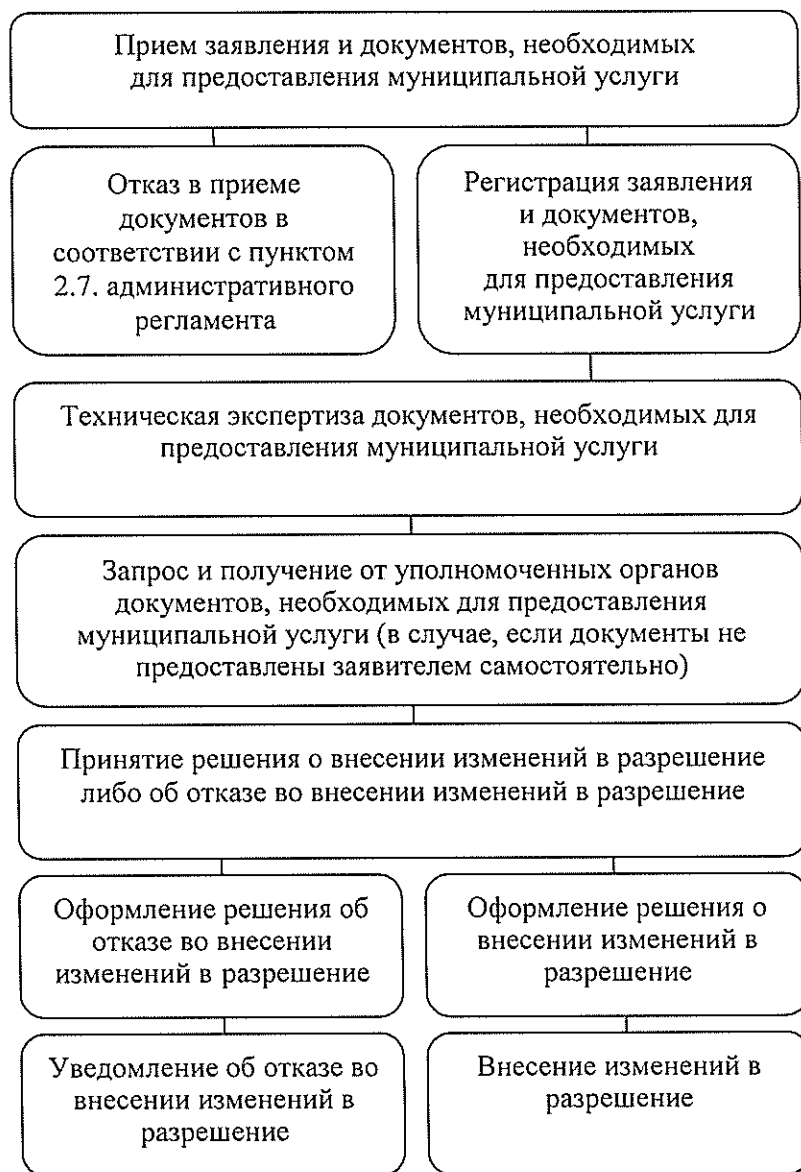 Прием заявления и документов, необходимых
для предоставления муниципальной услуги
Отказ в приеме
документов в
соответствии с пунктом
2.7. административного
регламента
Регистрация заявления
и документов,
необходимых
для предоставления
муниципальной услуги
Техническая экспертиза документов, необходимых для
предоставления муниципальной услуги
Запрос и получение от уполномоченных органов
документов, необходимых для предоставления
муниципальной услуги (в случае, если документы не
предоставлены заявителем самостоятельно)
Принятие решения о внесении изменений в разрешение
либо об отказе во внесении изменений в разрешение
Оформление решения об
отказе во внесении
изменений в разрешение
Оформление решения о
внесении изменений в
разрешение
Уведомление об отказе во
внесении изменений в
разрешение
Внесение изменений в
разрешение